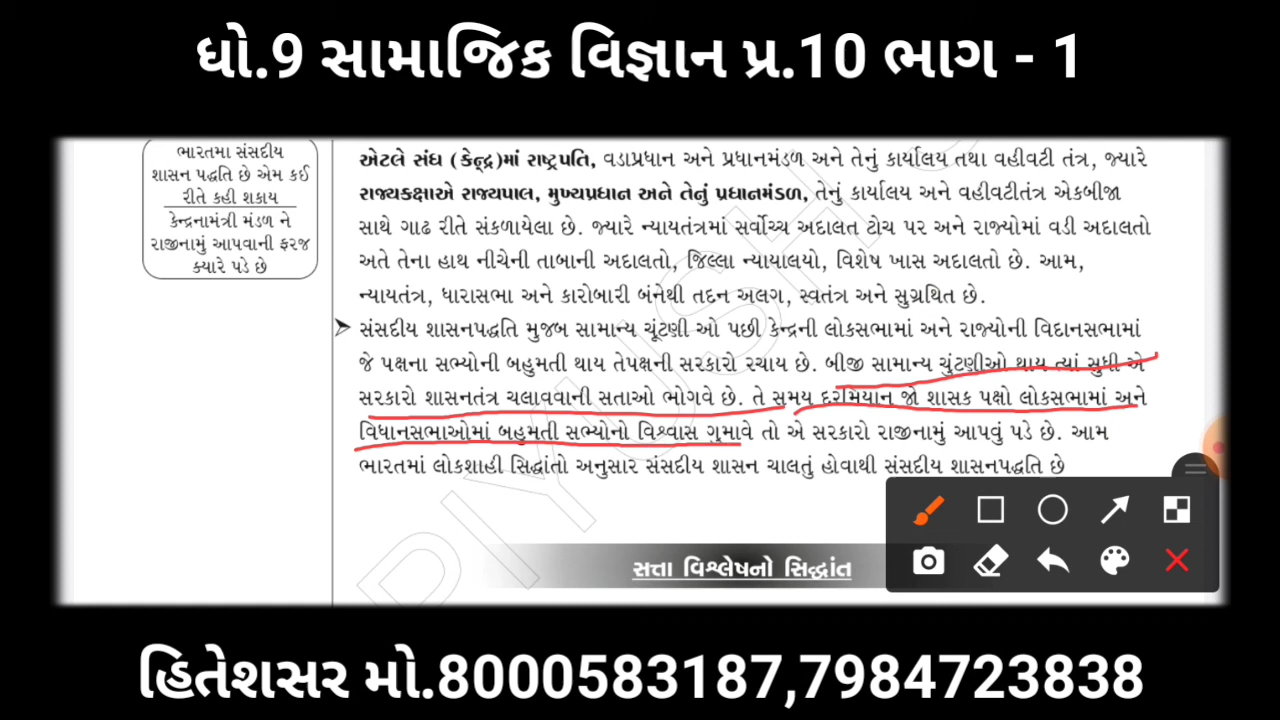 ધો.9 સામાજિક વિજ્ઞાન પ્ર.10 ભાગ - 1
ભારતમા સંસદીય
શાસન પદ્ધતિ છે એમ કઈ
રીતે કહી શકાય
કેન્દ્રનામંત્રી મંડળ ને
રાજીનામું આપવાની ફરજ
ક્યારે પડે છે
એટલે સંઘ (કેન્દ્ર)માં રાષ્ટ્રપતિ, વડાપ્રધાન અને પ્રધાનમંડળ અને તેનું કાર્યાલય તથા વહીવટી તંત્ર, જ્યારે
રાજ્યકક્ષાએ રાજ્યપાલ, મુખ્યપ્રધાન અને તેનું પ્રધાનમંડળ, તેનું કાર્યાલય અને વહીવટીતંત્ર એકબીજા
સાથે ગાઢ રીતે સંકળાયેલા છે. જ્યારે ન્યાયતંત્રમાં સર્વોચ્ચ અદાલત ટોચ પર અને રાજ્યોમાં વડી અદાલતો
અતે તેના હાથ નીચેની તાબાની અદાલતો, જિલ્લા ન્યાયાલયો, વિશેષ ખાસ અદાલતો છે. આમ,
ન્યાયતંત્ર, ધારાસભા અને કારોબારી બંનેથી તદન અલગ, સ્વતંત્ર અને સુગ્રથિત છે.
➤ સંસદીય શાસનપદ્ધતિ મુજબ સામાન્ય ચૂંટણી ઓ પછી કેન્દ્રની લોકસભામાં અને રાજ્યોની વિદાનસભામાં
જે પક્ષના સભ્યોની બહુમતી થાય તેપક્ષની સરકારો રચાય છે. બીજી સામાન્ય ચુંટણીઓ થાય ત્યાં સુધી એ
સરકારો શાસનતંત્ર ચલાવવાની સતાઓ ભોગવે છે. તે સમય દરમિયાન જો શાસક પક્ષો લોકસભામાં અને
વિધાનસભાઓમાં બહુમતી સભ્યોનો વિશ્વાસ ગુમાવે તો એ સરકારો રાજીનામું આપવું પડે છે. આમ
ભારતમાં લોકશાહી સિદ્ધાંતો અનુસાર સંસદીય શાસન ચાલતું હોવાથી સંસદીય શાસનપદ્ધતિ છે
સત્તા વિશ્લેષનો સિદ્ધાંત
PIYUSH
હિતેશસર મો.8000583187,7984723838